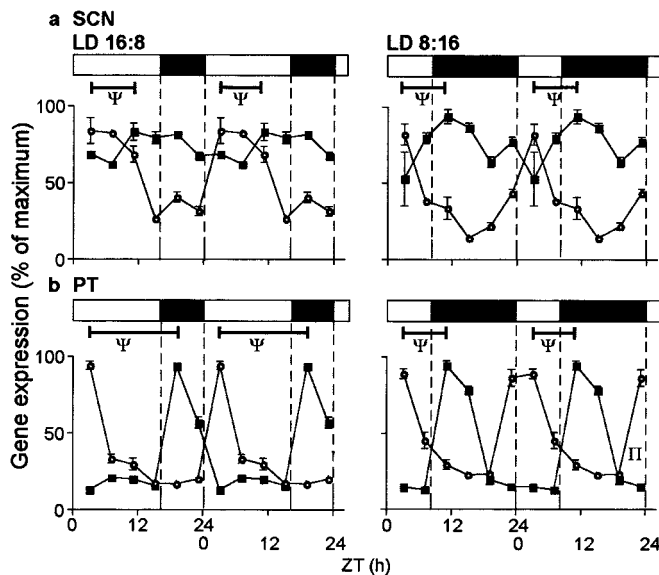 a SCN
LD 16:8
LD 8:16
Ψ Ψ Ψ Ψ
100
50
0
Gene expression (% of maximum)
b PT
Ψ Ψ Ψ Ψ
100
50
0
Π
0 12 24 0 12 24 0 12 24 0 12 24
ZT (h)